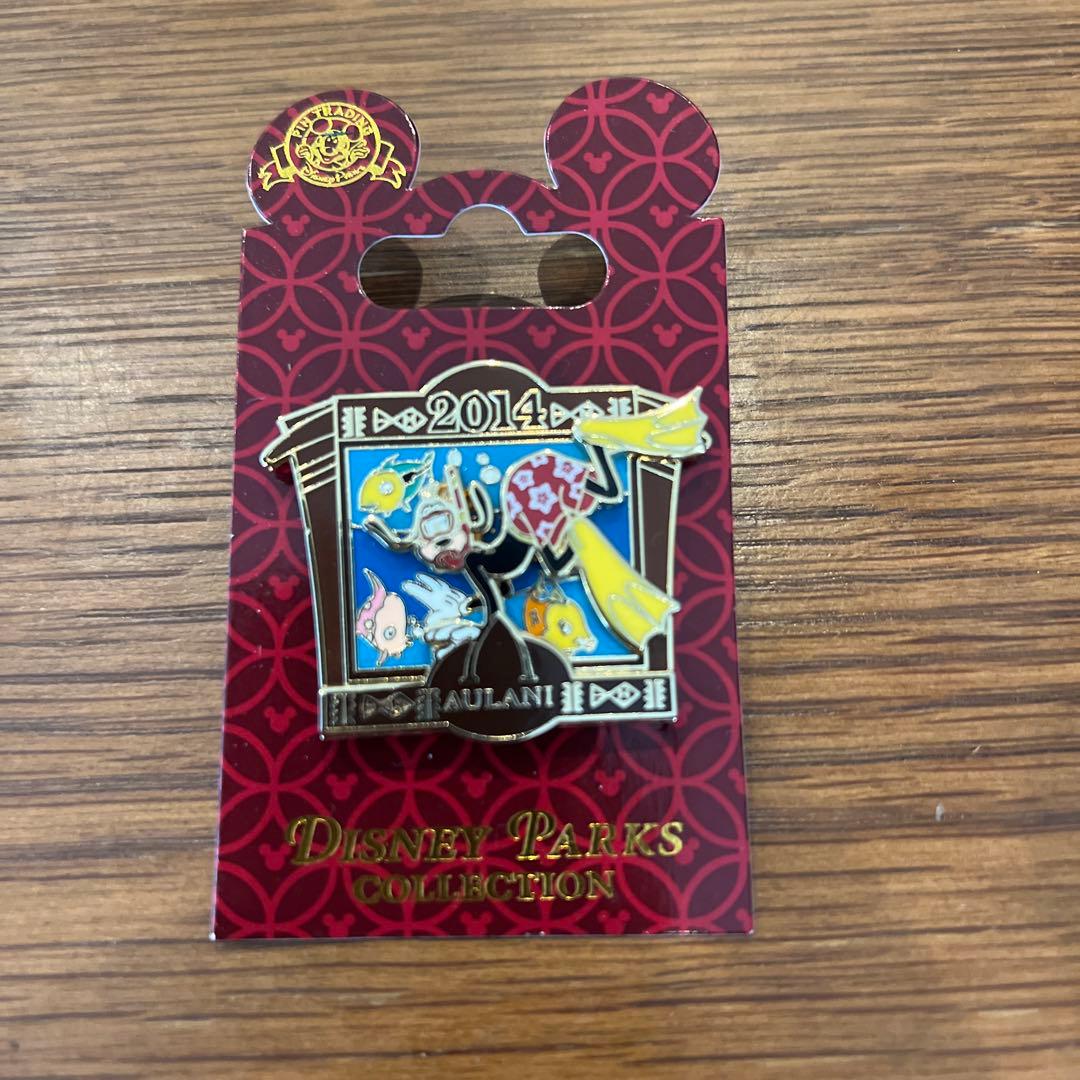 PIN TRADING
DISNEY PARKS
2014
AULANI
DISNEY PARKS
COLLECTION